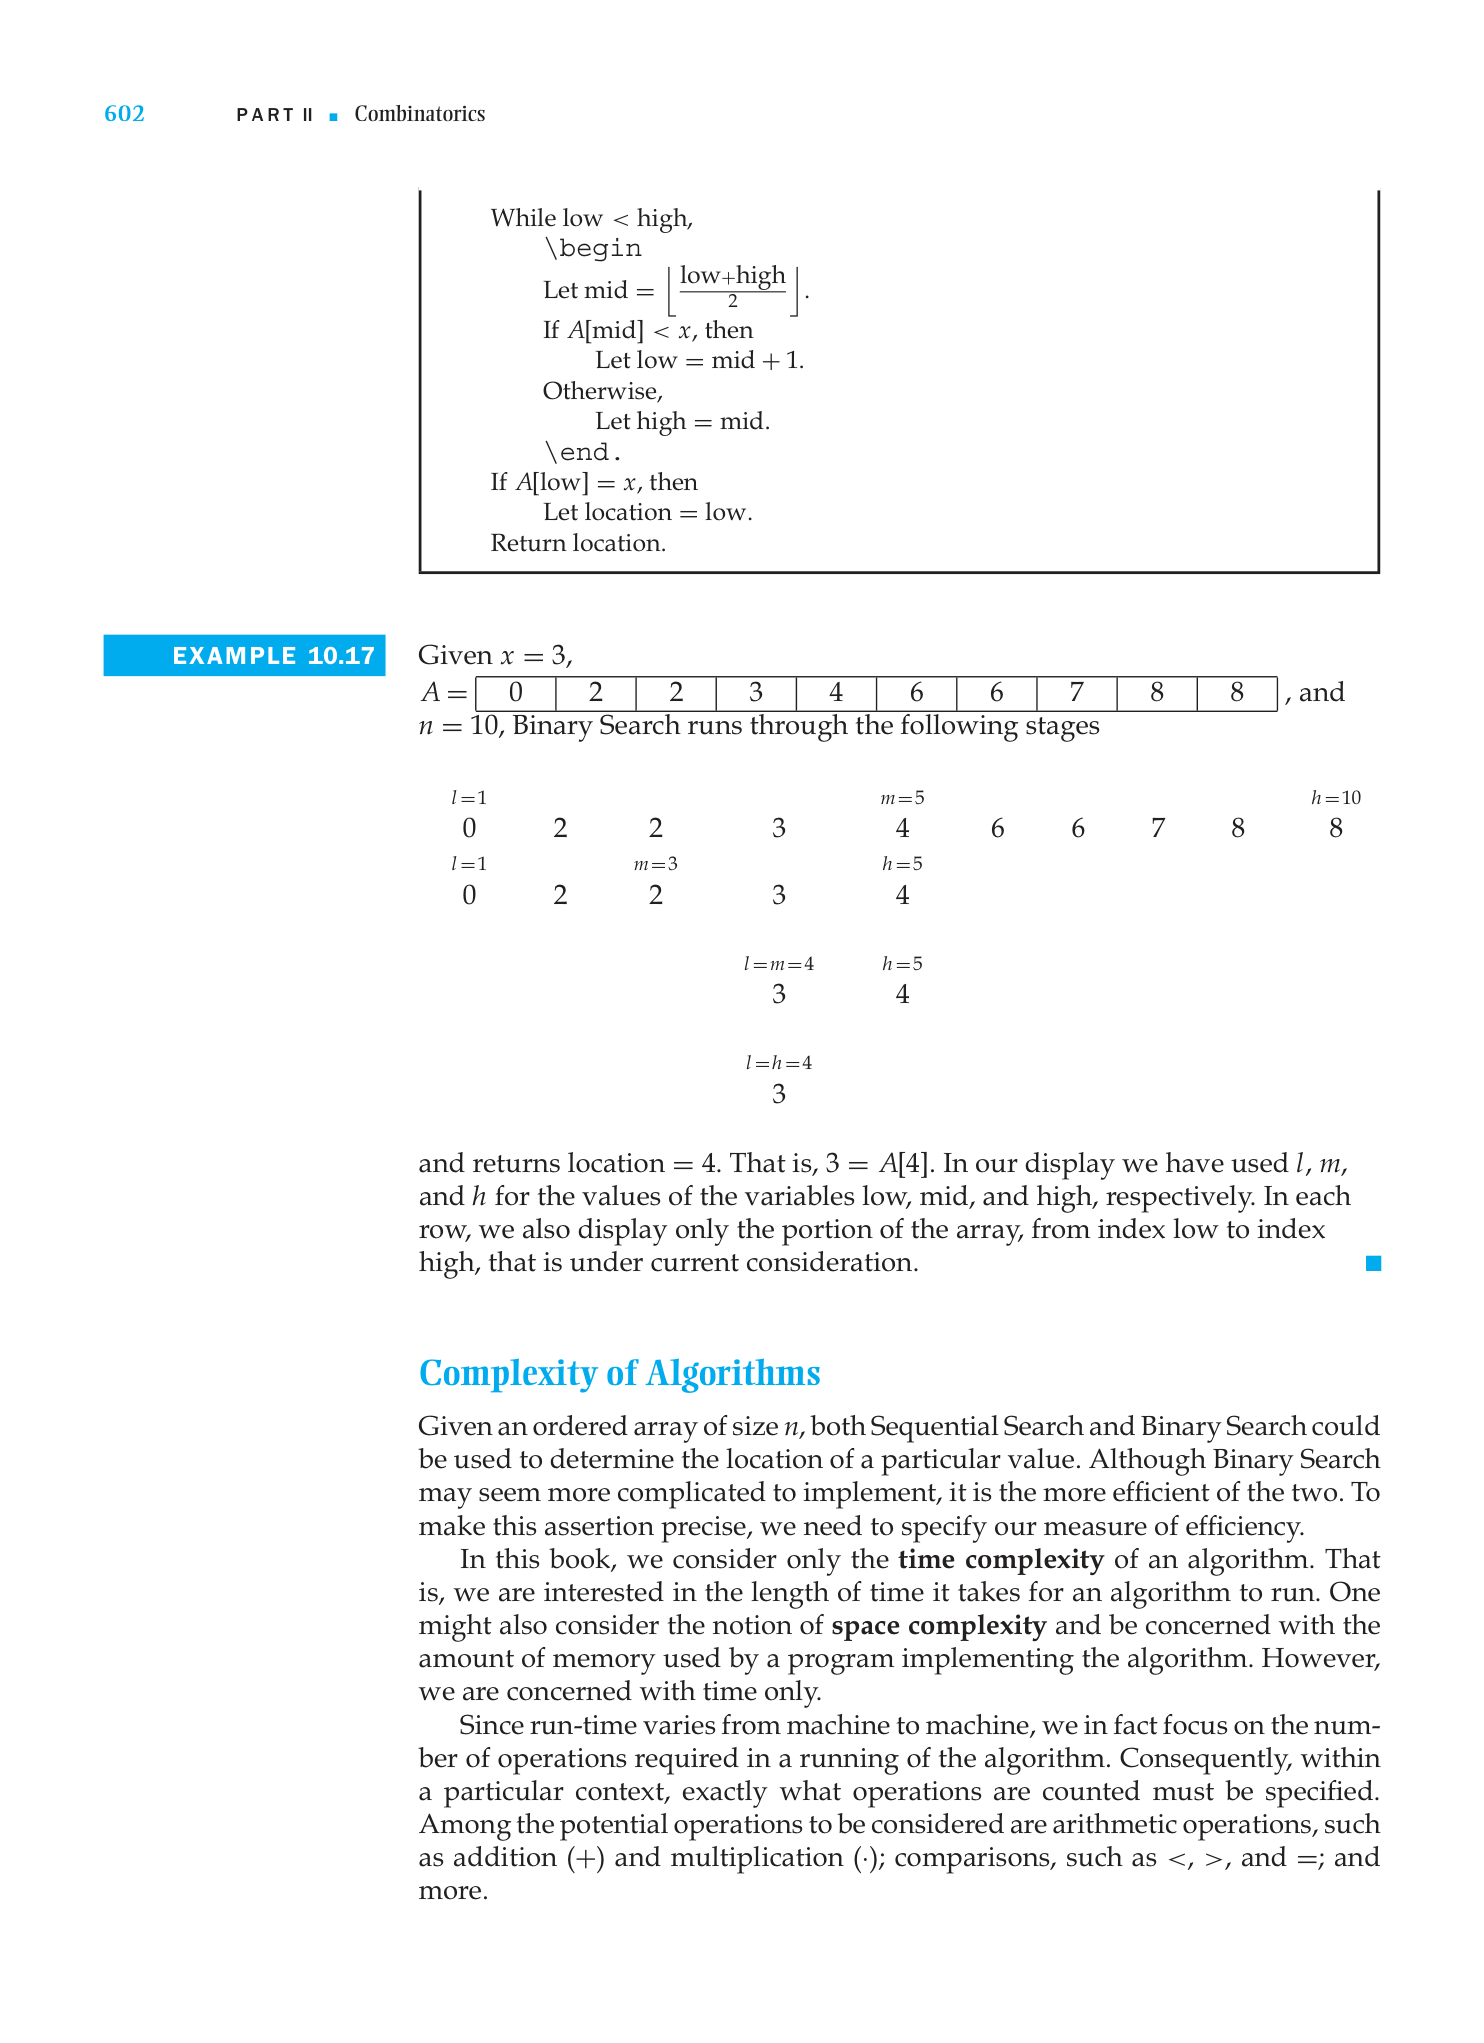 602 PART II ■ Combinatorics
While low < high,
\begin
Let mid = ⌊low+high / 2⌋.
If A[mid] < x, then
Let low = mid + 1.
Otherwise,
Let high = mid.
\end.
If A[low] = x, then
Let location = low.
Return location.
EXAMPLE 10.17 Given x = 3,
A = 0 2 2 3 4 6 6 7 8 8 , and
n = 10, Binary Search runs through the following stages
l=1 m=5 h=10
0 2 2 3 4 6 6 7 8 8
l=1 m=3 h=5
0 2 2 3 4
l=m=4 h=5
3 4
l=h=4
3
and returns location = 4. That is, 3 = A[4]. In our display we have used l, m,
and h for the values of the variables low, mid, and high, respectively. In each
row, we also display only the portion of the array, from index low to index
high, that is under current consideration. ■
Complexity of Algorithms
Given an ordered array of size n, both Sequential Search and Binary Search could
be used to determine the location of a particular value. Although Binary Search
may seem more complicated to implement, it is the more efficient of the two. To
make this assertion precise, we need to specify our measure of efficiency.
In this book, we consider only the time complexity of an algorithm. That
is, we are interested in the length of time it takes for an algorithm to run. One
might also consider the notion of space complexity and be concerned with the
amount of memory used by a program implementing the algorithm. However,
we are concerned with time only.
Since run-time varies from machine to machine, we in fact focus on the num-
ber of operations required in a running of the algorithm. Consequently, within
a particular context, exactly what operations are counted must be specified.
Among the potential operations to be considered are arithmetic operations, such
as addition (+) and multiplication (·); comparisons, such as <, >, and =; and
more.